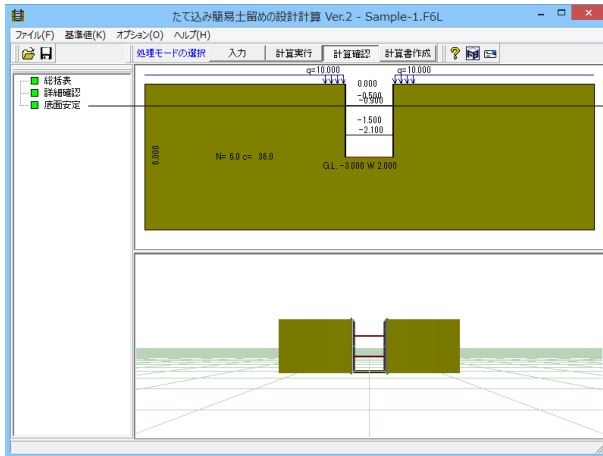 たて込み簡易土留めの設計計算 Ver.2 - Sample-1.F6L
ファイル(F) 基準値(K) オプション(O) ヘルプ(H)
処理モードの選択 入力 計算実行 計算確認 計算書作成
総括表
詳細確認
底面安定
q=10.000 q=10.000
0.000
-0.500
-0.900
-1.500
-2.100
6.000
N= 6.0 c= 36.0
G.L. -3.000 W 2.000